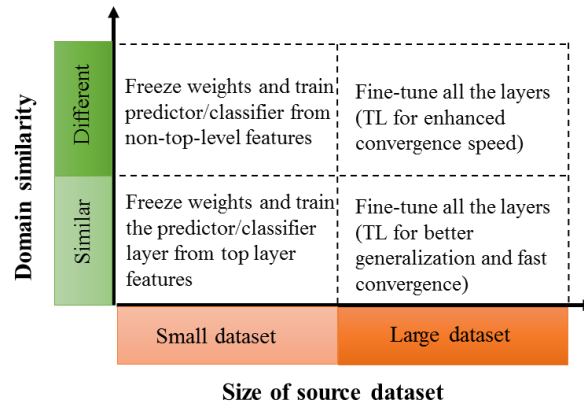 Domain similarity
Different
Freeze weights and train
predictor/classifier from
non-top-level features
Fine-tune all the layers
(TL for enhanced
convergence speed)
Similar
Freeze weights and train
the predictor/classifier
layer from top layer
features
Fine-tune all the layers
(TL for better
generalization and fast
convergence)
Small dataset
Large dataset
Size of source dataset